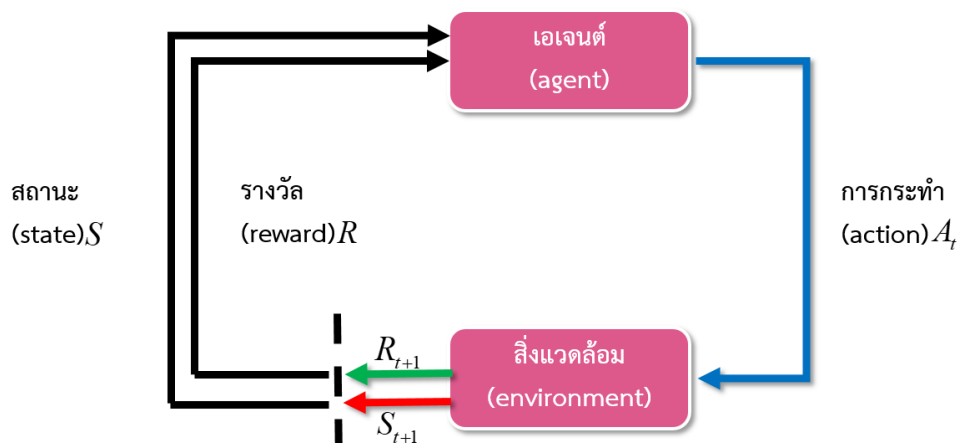 เอเจนต์
(agent)
สถานะ
(state)S
รางวัล
(reward)R
การกระทำ
(action)A_t
R_{t+1}
สิ่งแวดล้อม
(environment)
S_{t+1}